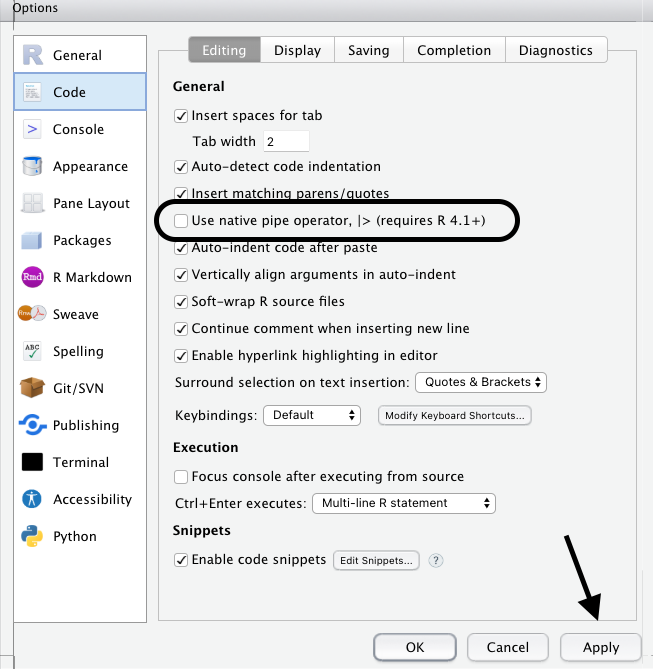 Options
General
Code
Console
Appearance
Pane Layout
Packages
Rmd R Markdown
Rnw Sweave
ABC Spelling
Git/SVN
Publishing
Terminal
Accessibility
Python
Editing Display Saving Completion Diagnostics
General
Insert spaces for tab
Tab width 2
Auto-detect code indentation
Insert matching parens/quotes
Use native pipe operator, |> (requires R 4.1+)
Auto-indent code after paste
Vertically align arguments in auto-indent
Soft-wrap R source files
Continue comment when inserting new line
Enable hyperlink highlighting in editor
Surround selection on text insertion: Quotes & Brackets
Keybindings: Default Modify Keyboard Shortcuts...
Execution
Focus console after executing from source
Ctrl+Enter executes: Multi-line R statement
Snippets
Enable code snippets Edit Snippets... ?
OK Cancel Apply